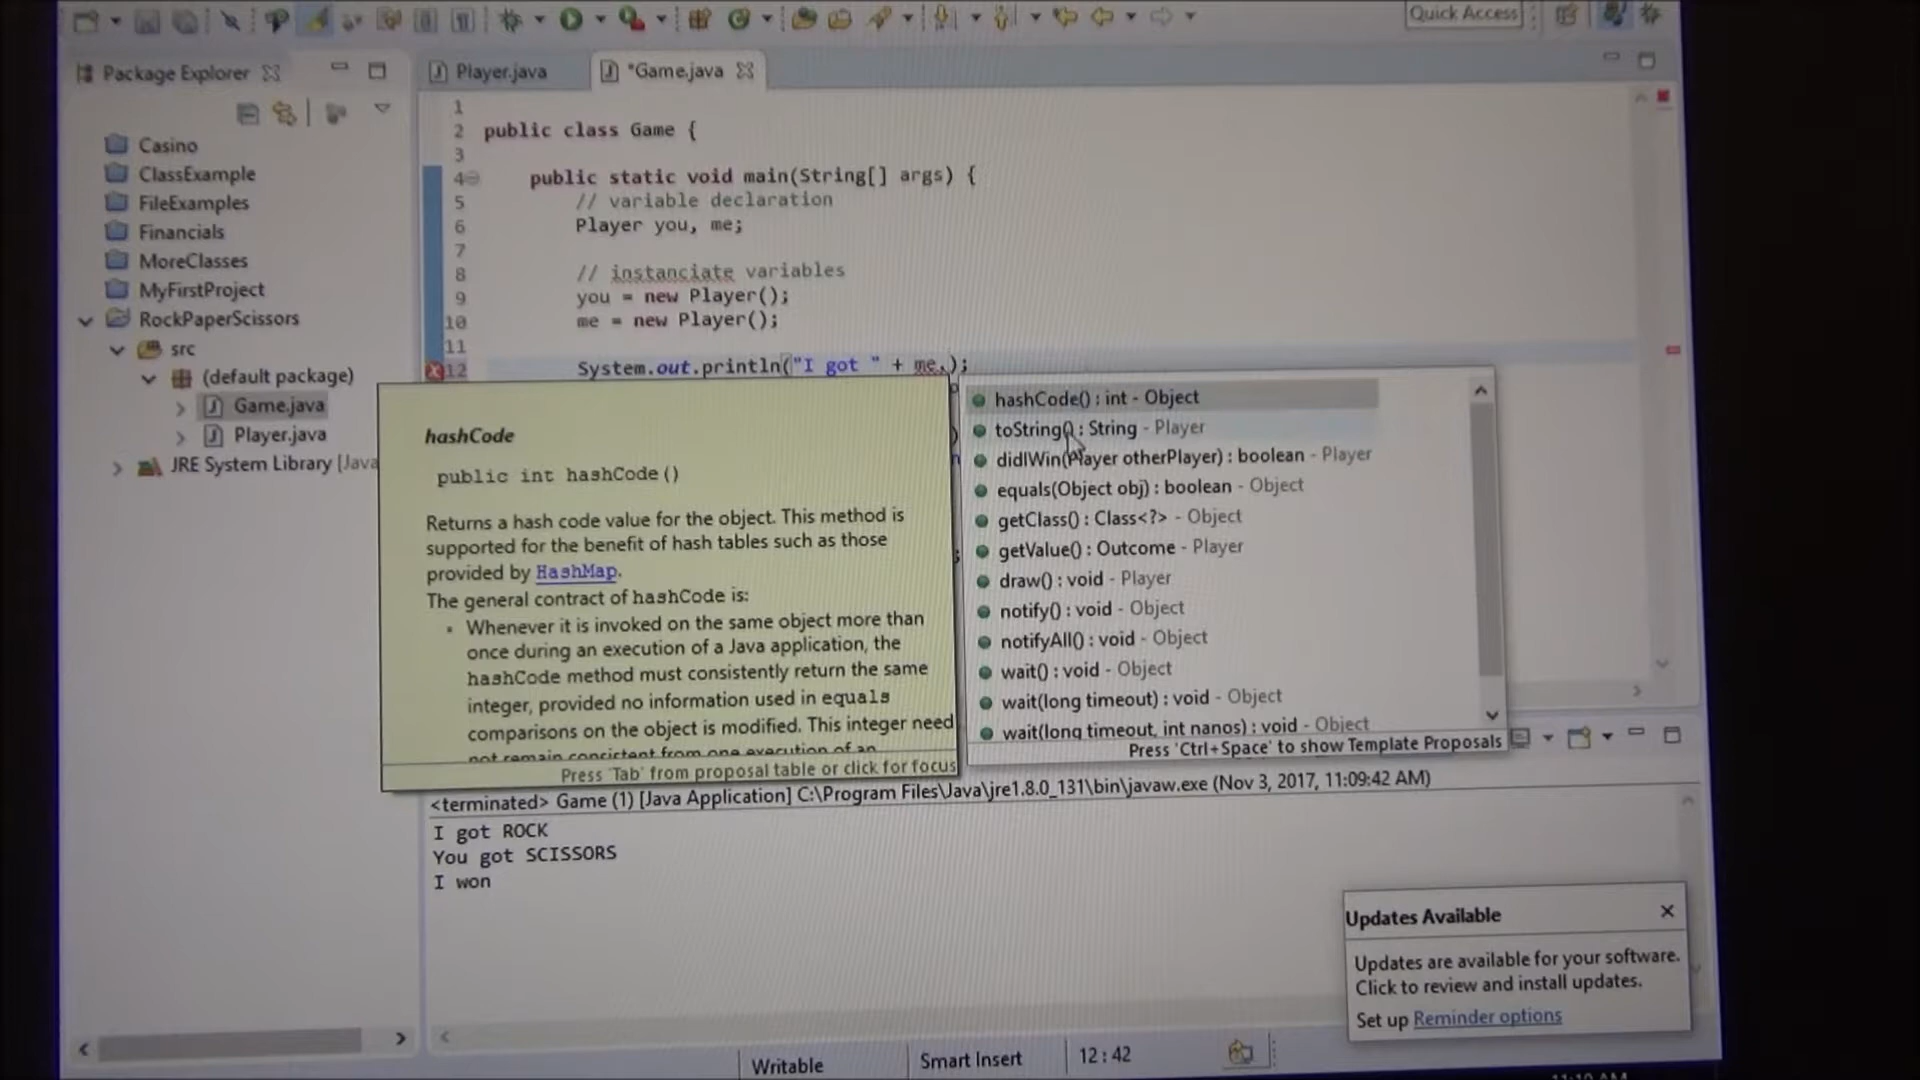 Quick Access
Package Explorer
Player.java
*Game.java
Casino
ClassExample
FileExamples
Financials
MoreClasses
MyFirstProject
RockPaperScissors
src
(default package)
Game.java
Player.java
JRE System Library [Java
1
2 public class Game {
3
4 public static void main(String[] args) {
5 // variable declaration
6 Player you, me;
7
8 // instanciate variables
9 you = new Player();
10 me = new Player();
11
12 System.out.println("I got " + me.);
hashCode
public int hashCode()
Returns a hash code value for the object. This method is
supported for the benefit of hash tables such as those
provided by HashMap.
The general contract of hashCode is:
Whenever it is invoked on the same object more than
once during an execution of a Java application, the
hashCode method must consistently return the same
integer, provided no information used in equals
comparisons on the object is modified. This integer need
not remain consistent from one execution of an
Press 'Tab' from proposal table or click for focus
hashCode() : int - Object
toString() : String - Player
didIWin(Player otherPlayer) : boolean - Player
equals(Object obj) : boolean - Object
getClass() : Class<?> - Object
getValue() : Outcome - Player
draw() : void - Player
notify() : void - Object
notifyAll() : void - Object
wait() : void - Object
wait(long timeout) : void - Object
wait(long timeout, int nanos) : void - Object
Press 'Ctrl+Space' to show Template Proposals
<terminated> Game (1) [Java Application] C:\Program Files\Java\jre1.8.0_131\bin\javaw.exe (Nov 3, 2017, 11:09:42 AM)
I got ROCK
You got SCISSORS
I won
Updates Available
Updates are available for your software.
Click to review and install updates.
Set up Reminder options
Writable
Smart Insert
12 : 42